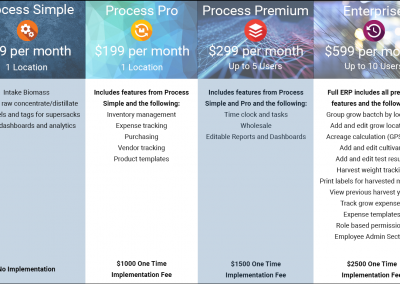 Process Simple
9 per month
1 Location
Intake Biomass
raw concentrate/distillate
els and tags for supersacks
dashboards and analytics
No Implementation
Process Pro
$199 per month
1 Location
Includes features from Process
Simple and the following:
Inventory management
Expense tracking
Purchasing
Vendor tracking
Product templates
$1000 One Time
Implementation Fee
Process Premium
$299 per month
Up to 5 Users
Includes features from Process
Simple and Pro and the following:
Time clock and tasks
Wholesale
Editable Reports and Dashboards
$1500 One Time
Implementation Fee
Enterprise
$599 per month
Up to 10 Users
Full ERP includes all pre
features and the follow
Group grow batch by loc
Add and edit grow locat
Acreage calculation (GPS
Add and edit cultivar
Add and edit test resu
Harvest weight tracki
Print labels for harvested m
View previous harvest y
Track grow expense
Expense templates
Role based permissio
Employee Admin Sect
$2500 One Time
Implementation Fee